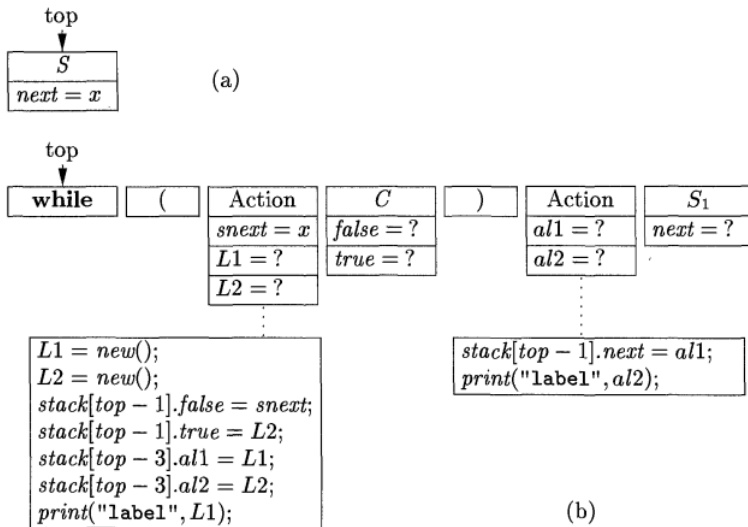 top
S
next = x
(a)
top
while ( Action C ) Action S1
snext = x false = ? al1 = ? next = ?
L1 = ? true = ? al2 = ?
L2 = ?
L1 = new();
L2 = new();
stack[top − 1].false = snext;
stack[top − 1].true = L2;
stack[top − 3].al1 = L1;
stack[top − 3].al2 = L2;
print("label", L1);
stack[top − 1].next = al1;
print("label", al2);
(b)